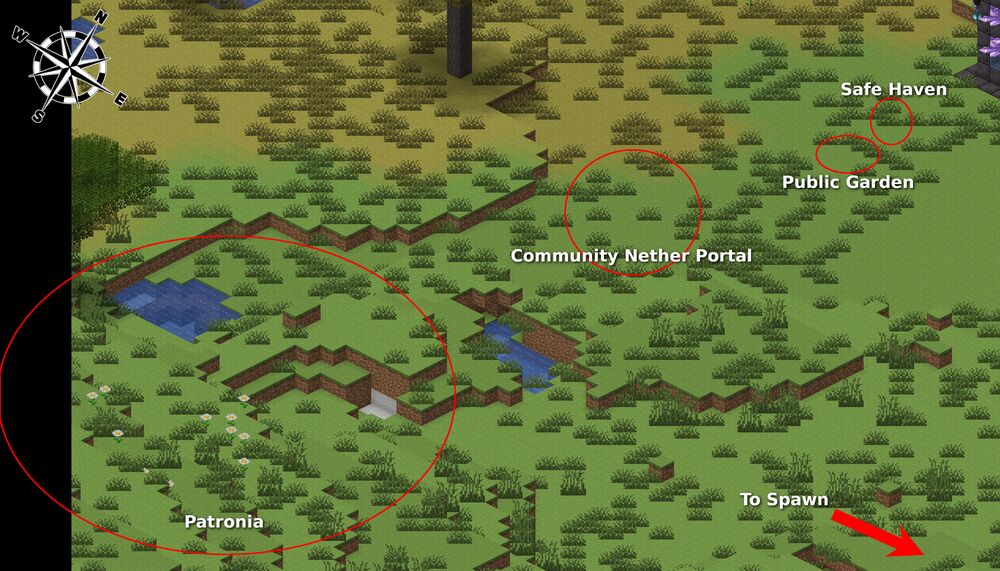 N
W
E
S
Safe Haven
Public Garden
Community Nether Portal
To Spawn
Patronia